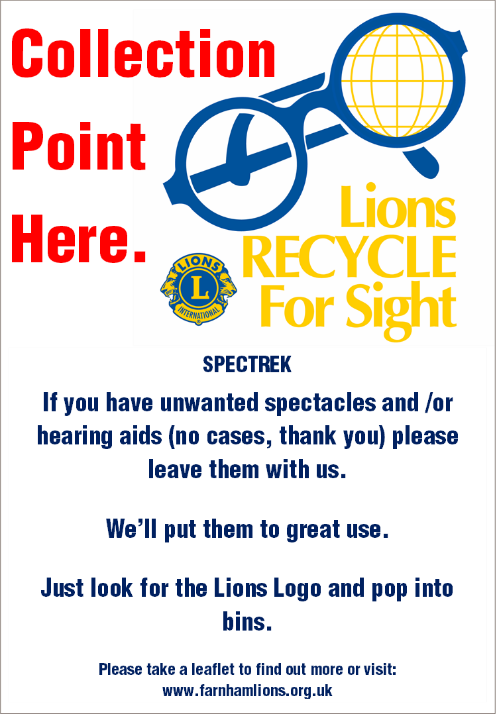 Collection
Point
Here.
Lions
RECYCLE
For Sight
LIONS
L
INTERNATIONAL
SPECTREK
If you have unwanted spectacles and /or
hearing aids (no cases, thank you) please
leave them with us.
We’ll put them to great use.
Just look for the Lions Logo and pop into
bins.
Please take a leaflet to find out more or visit:
www.farnhamlions.org.uk